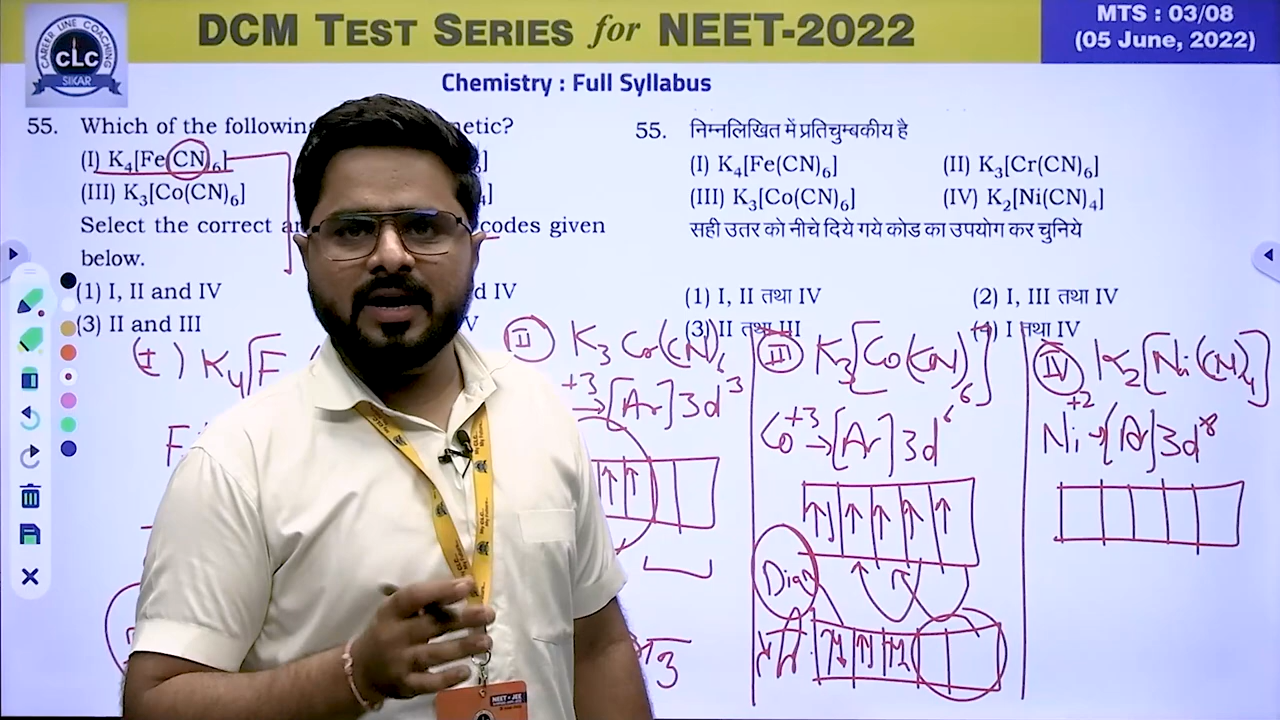 DCM TEST SERIES for NEET-2022
MTS : 03/08
(05 June, 2022)
CAREER LINE COACHING
CLC
SIKAR
Chemistry : Full Syllabus
55. Which of the following netic?
(I) K₄[Fe(CN)₆]
(III) K₃[Co(CN)₆]
Select the correct codes given
below.
(1) I, II and IV
(3) II and III
55. निम्नलिखित में प्रतिचुम्बकीय है
(I) K₄[Fe(CN)₆] (II) K₃[Cr(CN)₆]
(III) K₃[Co(CN)₆] (IV) K₂[Ni(CN)₄]
सही उतर को नीचे दिये गये कोड का उपयोग कर चुनिये
(1) I, II तथा IV (2) I, III तथा IV
(3) II तथा III (4) I तथा IV
(I) K₄[F
II K₃ Cr(CN)₆
+3 → [Ar] 3d³
III K₃[Co(CN)₆]
Co+3 → [Ar] 3d⁶ 6
Dia
IV K₂[Ni(CN)₄]
Ni+2 → [Ar] 3d⁸
NEET • JEE
CLC